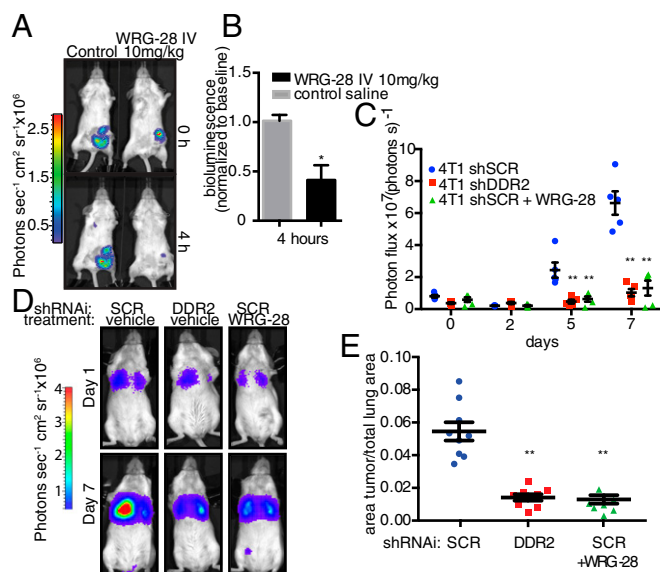 A
Control
WRG-28 IV
10mg/kg
Photons sec⁻¹ cm² sr⁻¹x10⁶
2.5
1.5
0.5
0 h
4 h
B
bioluminescence
(normalized to baseline)
1.5
1.0
0.5
0.0
WRG-28 IV 10mg/kg
control saline
*
4 hours
C
Photon flux x10⁷(photons s)⁻¹
10
8
6
4
2
0
4T1 shSCR
4T1 shDDR2
4T1 shSCR + WRG-28
** **
** **
0 2 5 7
days
D
shRNAi: SCR DDR2 SCR
treatment: vehicle vehicle WRG-28
Photons sec⁻¹ cm² sr⁻¹x10⁶
4
3
2
1
Day 1
Day 7
E
area tumor/total lung area
0.10
0.08
0.06
0.04
0.02
0.00
** **
shRNAi: SCR DDR2 SCR
+WRG-28